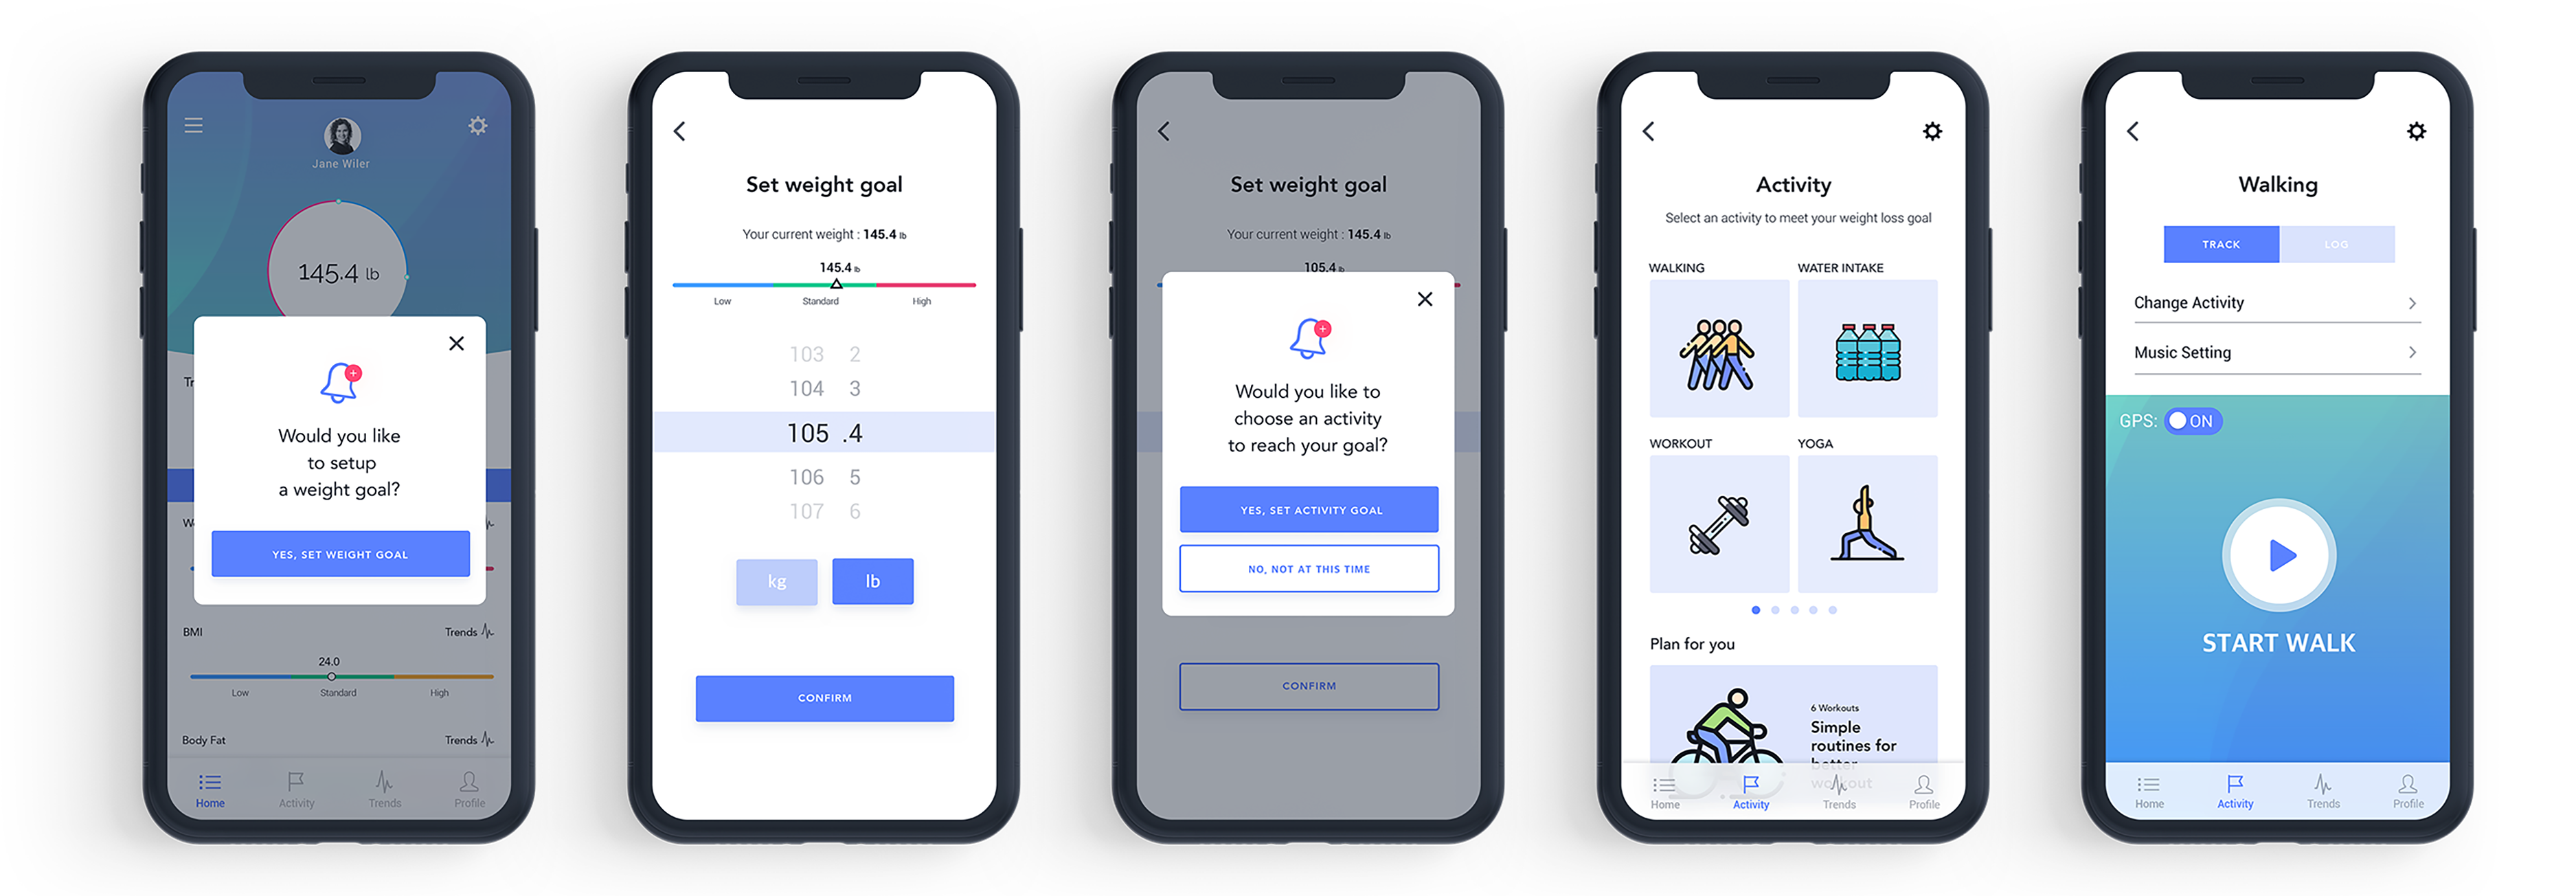 Jane Wiler
145.4 lb
Tr
Would you like
to setup
a weight goal?
YES, SET WEIGHT GOAL
BMI
Trends
24.0
Low Standard High
Body Fat
Trends
Home Activity Trends Profile
Set weight goal
Your current weight : 145.4 lb
145.4 lb
Low Standard High
103 2
104 3
105 .4
106 5
107 6
kg lb
CONFIRM
Set weight goal
Your current weight : 145.4 lb
105.4 lb
Would you like to
choose an activity
to reach your goal?
YES, SET ACTIVITY GOAL
NO, NOT AT THIS TIME
CONFIRM
Activity
Select an activity to meet your weight loss goal
WALKING WATER INTAKE
WORKOUT YOGA
Plan for you
6 Workouts
Simple
routines for
better
workout
Home Activity Trends Profile
Walking
TRACK LOG
Change Activity
Music Setting
GPS: ON
START WALK
Home Activity Trends Profile